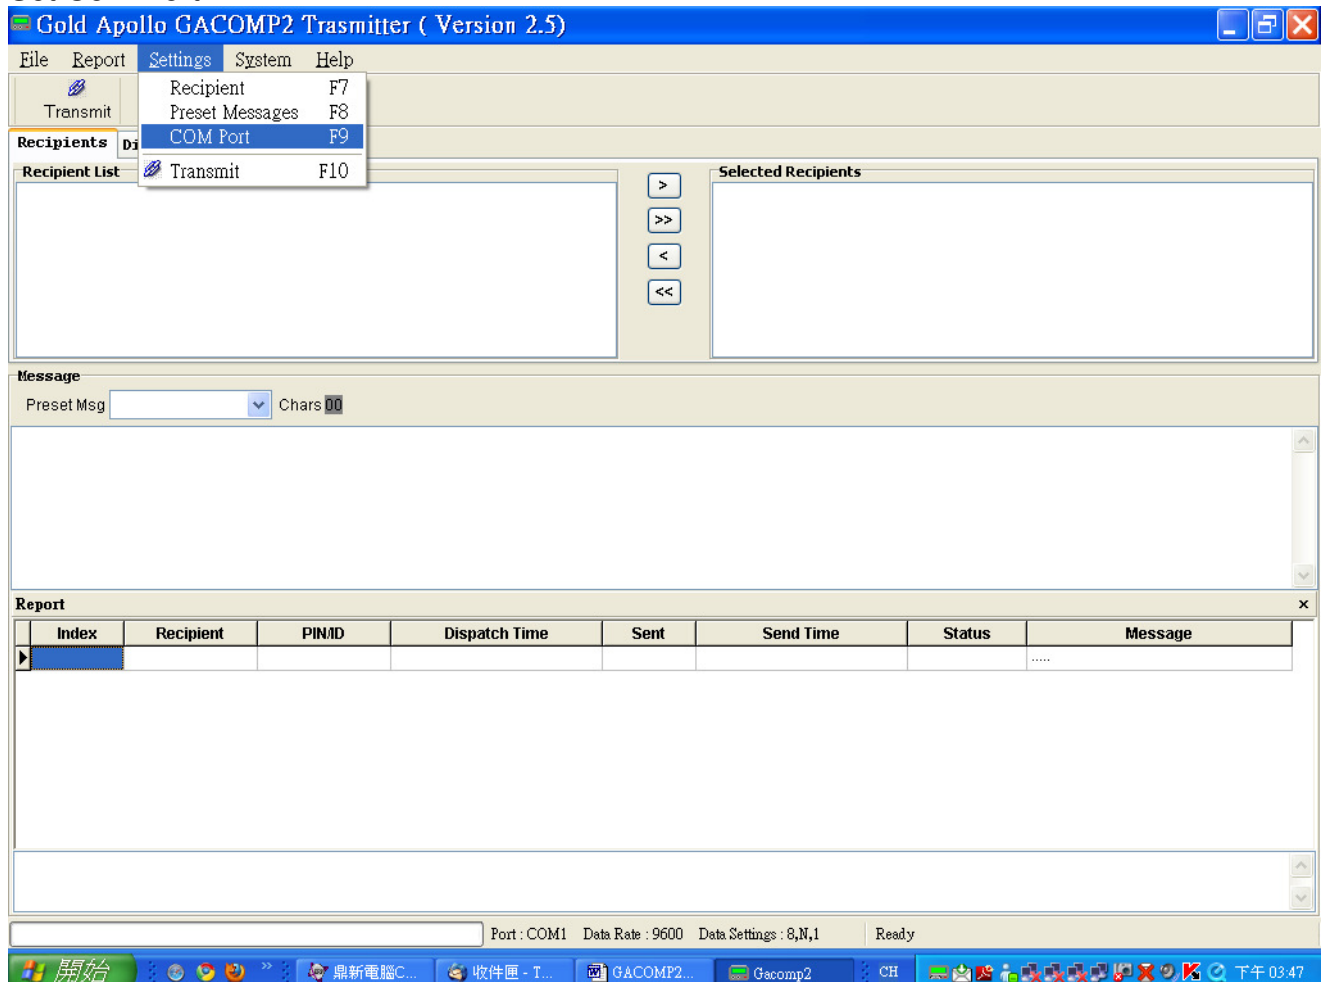 Gold Apollo GACOMP2 Trasmitter ( Version 2.5)
File Report Settings System Help
Transmit
Recipient F7
Preset Messages F8
COM Port F9
Transmit F10
Recipients Di
Recipient List
Selected Recipients
>
>>
<
<<
Message
Preset Msg Chars 00
Report x
Index Recipient PIN/ID Dispatch Time Sent Send Time Status Message
.....
Port : COM1 Data Rate : 9600 Data Settings : 8,N,1 Ready
開始 » 鼎新電腦C... 收件匣 - T... GACOMP2... Gacomp2 CH 下午 03:47